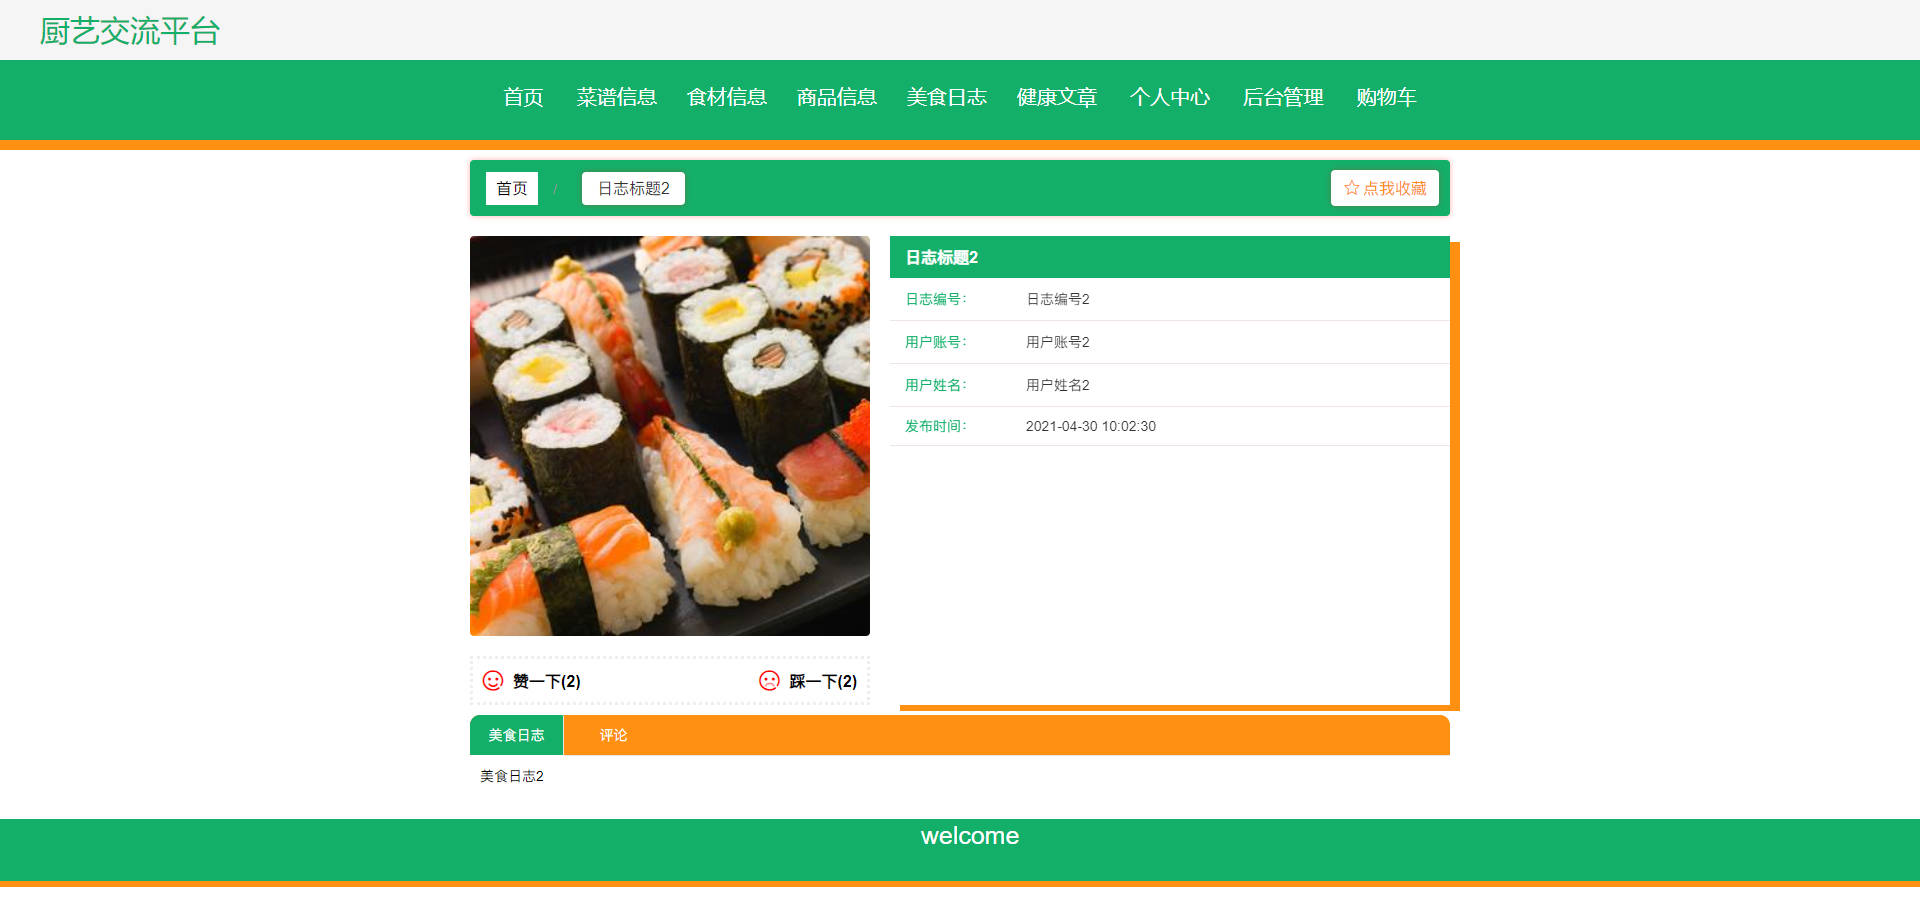 厨艺交流平台
首页 菜谱信息 食材信息 商品信息 美食日志 健康文章 个人中心 后台管理 购物车
首页 / 日志标题2 点我收藏
日志标题2
日志编号： 日志编号2
用户账号： 用户账号2
用户姓名： 用户姓名2
发布时间： 2021-04-30 10:02:30
赞一下(2) 踩一下(2)
美食日志 评论
美食日志2
welcome